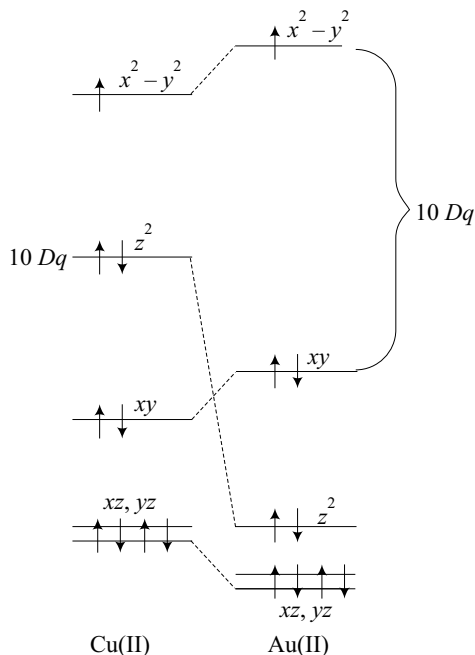 x² − y²
x² − y²
10 Dq
z²
10 Dq
xy
xy
xz, yz
z²
xz, yz
Cu(II) Au(II)